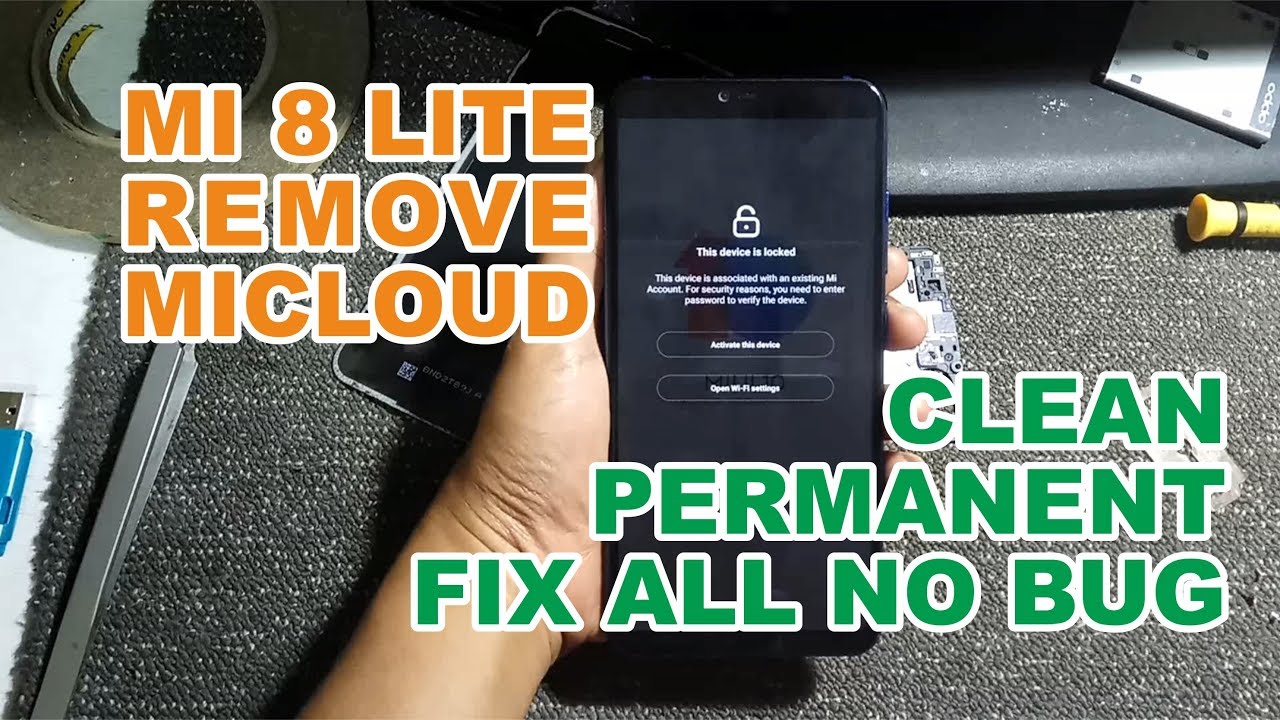 MI 8 LITE
REMOVE
MICLOUD
oppo
This device is locked
This device is associated with an existing Mi
Account. For security reasons, you need to enter
password to verify the device.
Activate this device
Open Wi-Fi settings
CLEAN
PERMANENT
FIX ALL NO BUG